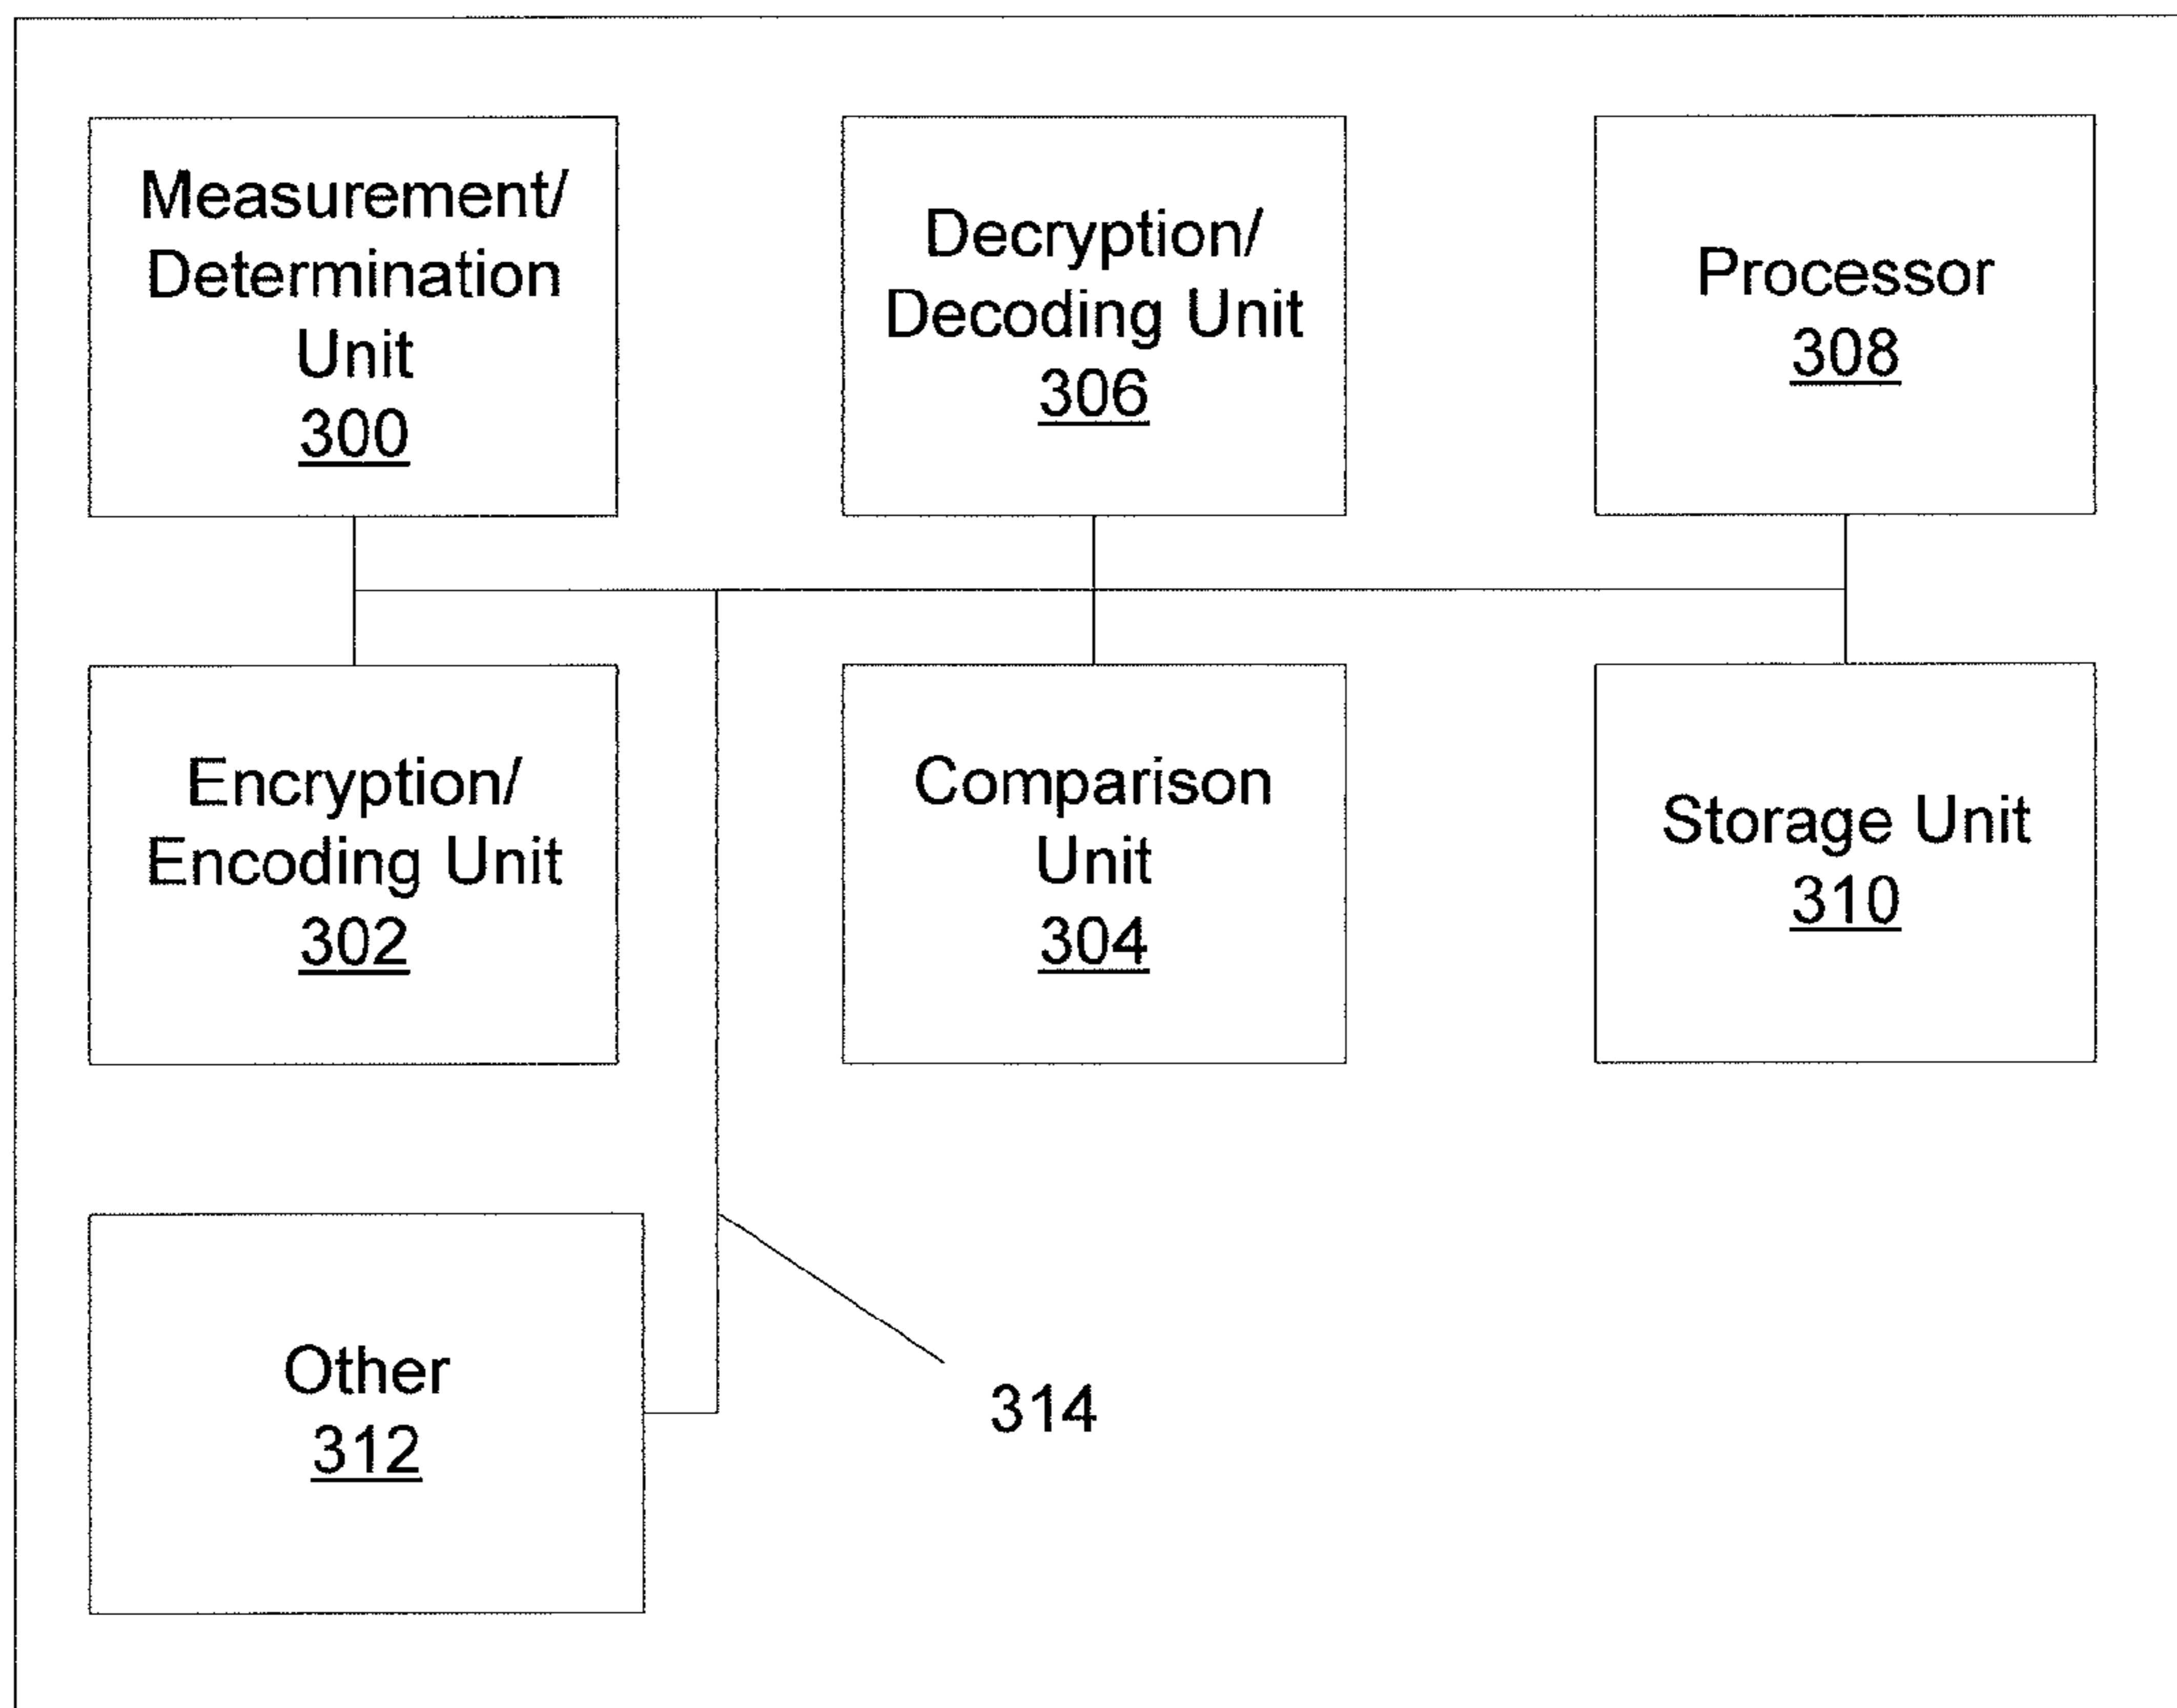 Measurement/
Determination
Unit
300
Decryption/
Decoding Unit
306
Processor
308
Encryption/
Encoding Unit
302
Comparison
Unit
304
Storage Unit
310
Other
312
314